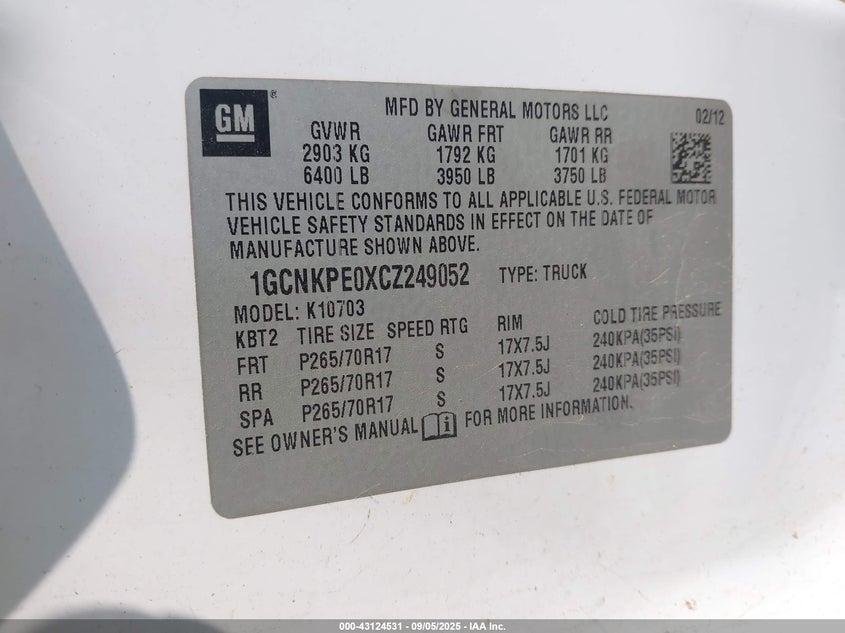 GM ®
MFD BY GENERAL MOTORS LLC 02/12
GVWR GAWR FRT GAWR RR
2903 KG 1792 KG 1701 KG
6400 LB 3950 LB 3750 LB
THIS VEHICLE CONFORMS TO ALL APPLICABLE U.S. FEDERAL MOTOR
VEHICLE SAFETY STANDARDS IN EFFECT ON THE DATE OF
MANUFACTURE SHOWN ABOVE.
1GCNKPE0XCZ249052 TYPE: TRUCK
MODEL: K10703
KBT2 TIRE SIZE SPEED RTG RIM COLD TIRE PRESSURE
FRT P265/70R17 S 17X7.5J 240KPA(35PSI)
RR P265/70R17 S 17X7.5J 240KPA(35PSI)
SPA P265/70R17 S 17X7.5J 240KPA(35PSI)
SEE OWNER'S MANUAL i FOR MORE INFORMATION.
000-43124531 - 09/05/2025 - IAA Inc.